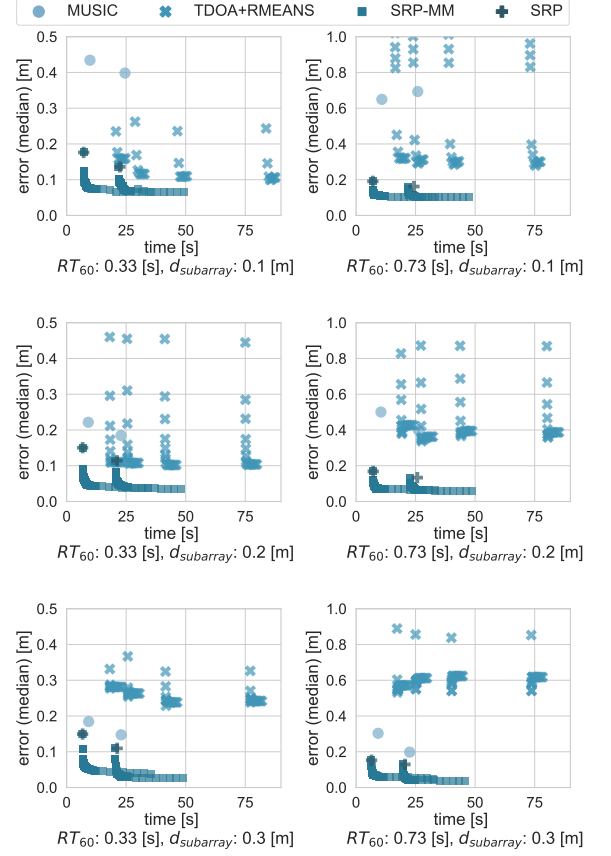 MUSIC TDOA+RMEANS SRP-MM SRP
0.5
0.4
0.3
0.2
0.1
0.0
error (median) [m]
0 25 50 75
time [s]
RT60: 0.33 [s], dsubarray: 0.1 [m]
1.0
0.8
0.6
0.4
0.2
0.0
error (median) [m]
0 25 50 75
time [s]
RT60: 0.73 [s], dsubarray: 0.1 [m]
0.5
0.4
0.3
0.2
0.1
0.0
error (median) [m]
0 25 50 75
time [s]
RT60: 0.33 [s], dsubarray: 0.2 [m]
1.0
0.8
0.6
0.4
0.2
0.0
error (median) [m]
0 25 50 75
time [s]
RT60: 0.73 [s], dsubarray: 0.2 [m]
0.5
0.4
0.3
0.2
0.1
0.0
error (median) [m]
0 25 50 75
time [s]
RT60: 0.33 [s], dsubarray: 0.3 [m]
1.0
0.8
0.6
0.4
0.2
0.0
error (median) [m]
0 25 50 75
time [s]
RT60: 0.73 [s], dsubarray: 0.3 [m]